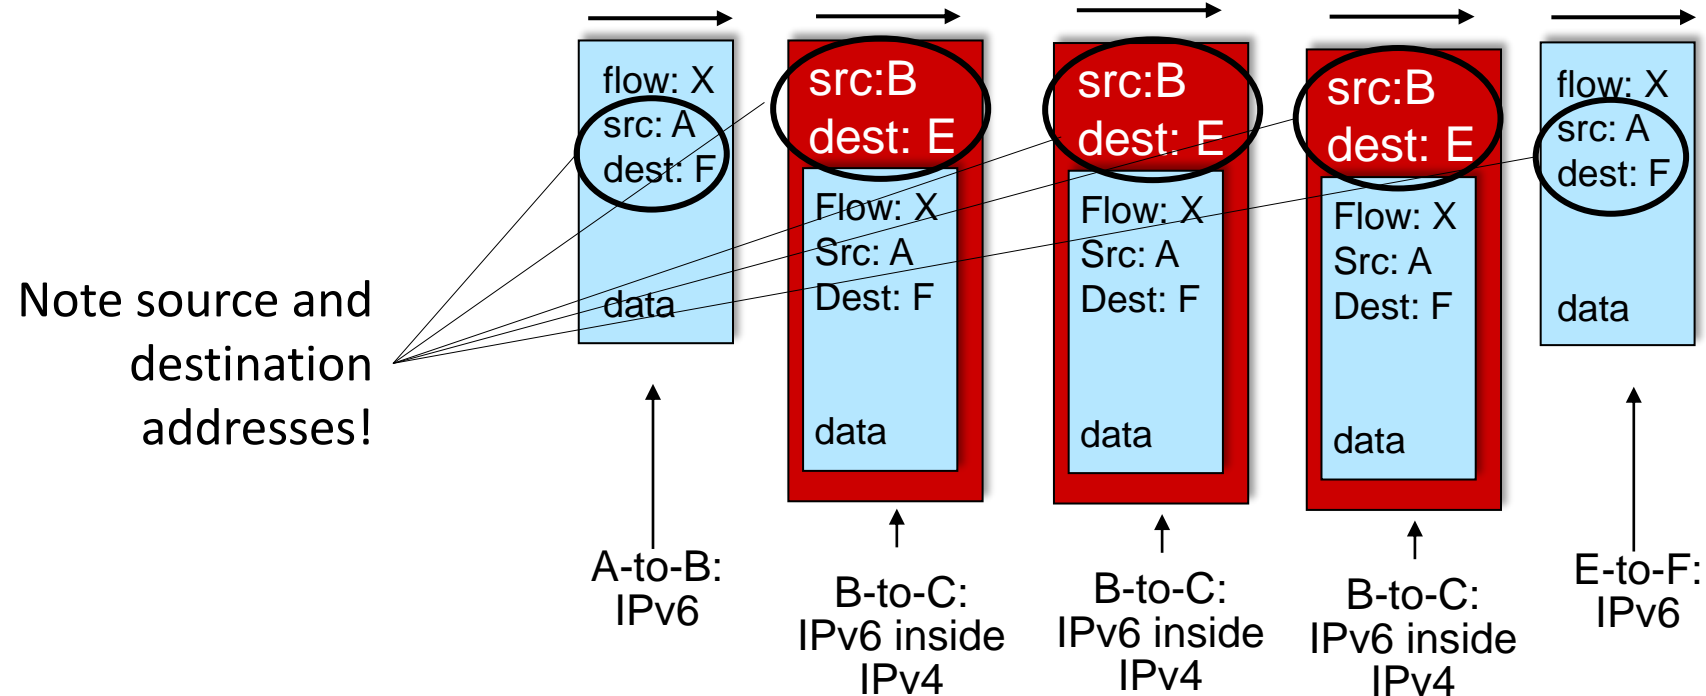 flow: X
src: A
dest: F
data
src:B
dest: E
Flow: X
Src: A
Dest: F
data
src:B
dest: E
Flow: X
Src: A
Dest: F
data
src:B
dest: E
Flow: X
Src: A
Dest: F
data
flow: X
src: A
dest: F
data
Note source and
destination
addresses!
A-to-B:
IPv6
B-to-C:
IPv6 inside
IPv4
B-to-C:
IPv6 inside
IPv4
B-to-C:
IPv6 inside
IPv4
E-to-F:
IPv6